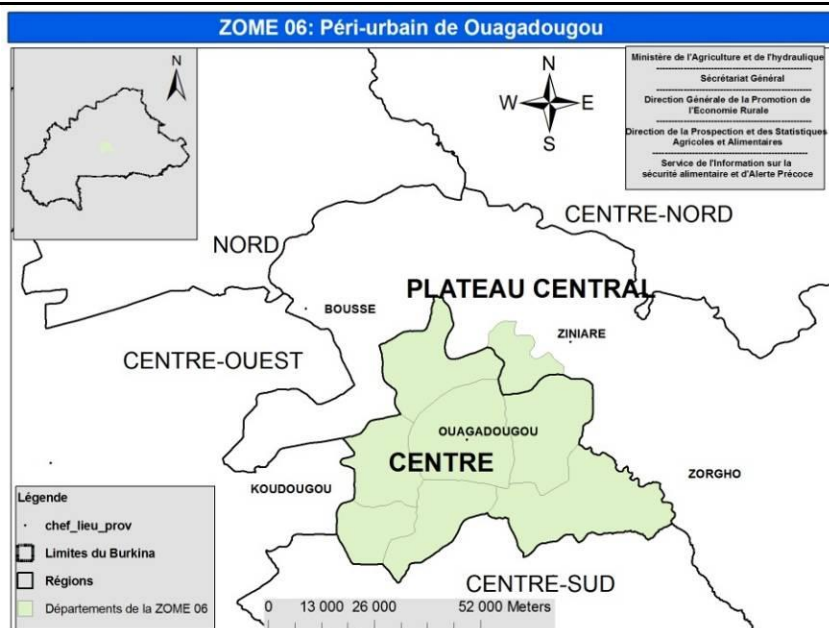 ZOME 06: Péri-urbain de Ouagadougou
N
N
W E
S
Ministère de l'Agriculture et de l'hydraulique
Sécrétariat Général
Direction Générale de la Promotion de
l'Economie Rurale
Direction de la Prospection et des Statistiques
Agricoles et Alimentaires
Service de l'Information sur la
sécurité alimentaire et d'Alerte Précoce
CENTRE-NORD
NORD
PLATEAU CENTRAL
BOUSSE
ZINIARE
CENTRE-OUEST
OUAGADOUGOU
CENTRE
ZORGHO
KOUDOUGOU
CENTRE-SUD
Légende
chef_lieu_prov
Limites du Burkina
Régions
Départements de la ZOME 06
0 13 000 26 000 52 000 Meters